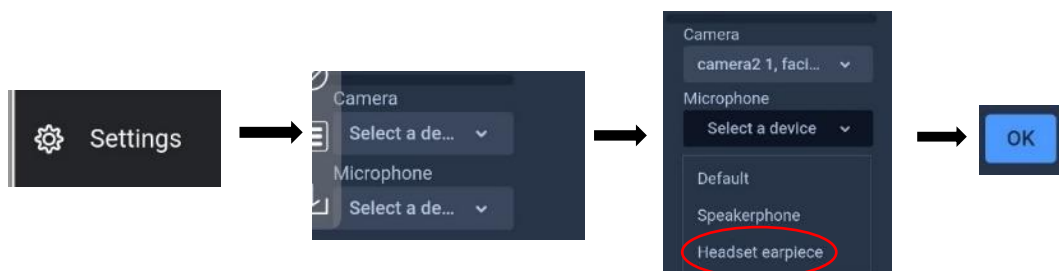 Settings
Camera
Select a de...
Microphone
Select a de...
Camera
camera2 1, faci...
Microphone
Select a device
Default
Speakerphone
Headset earpiece
OK